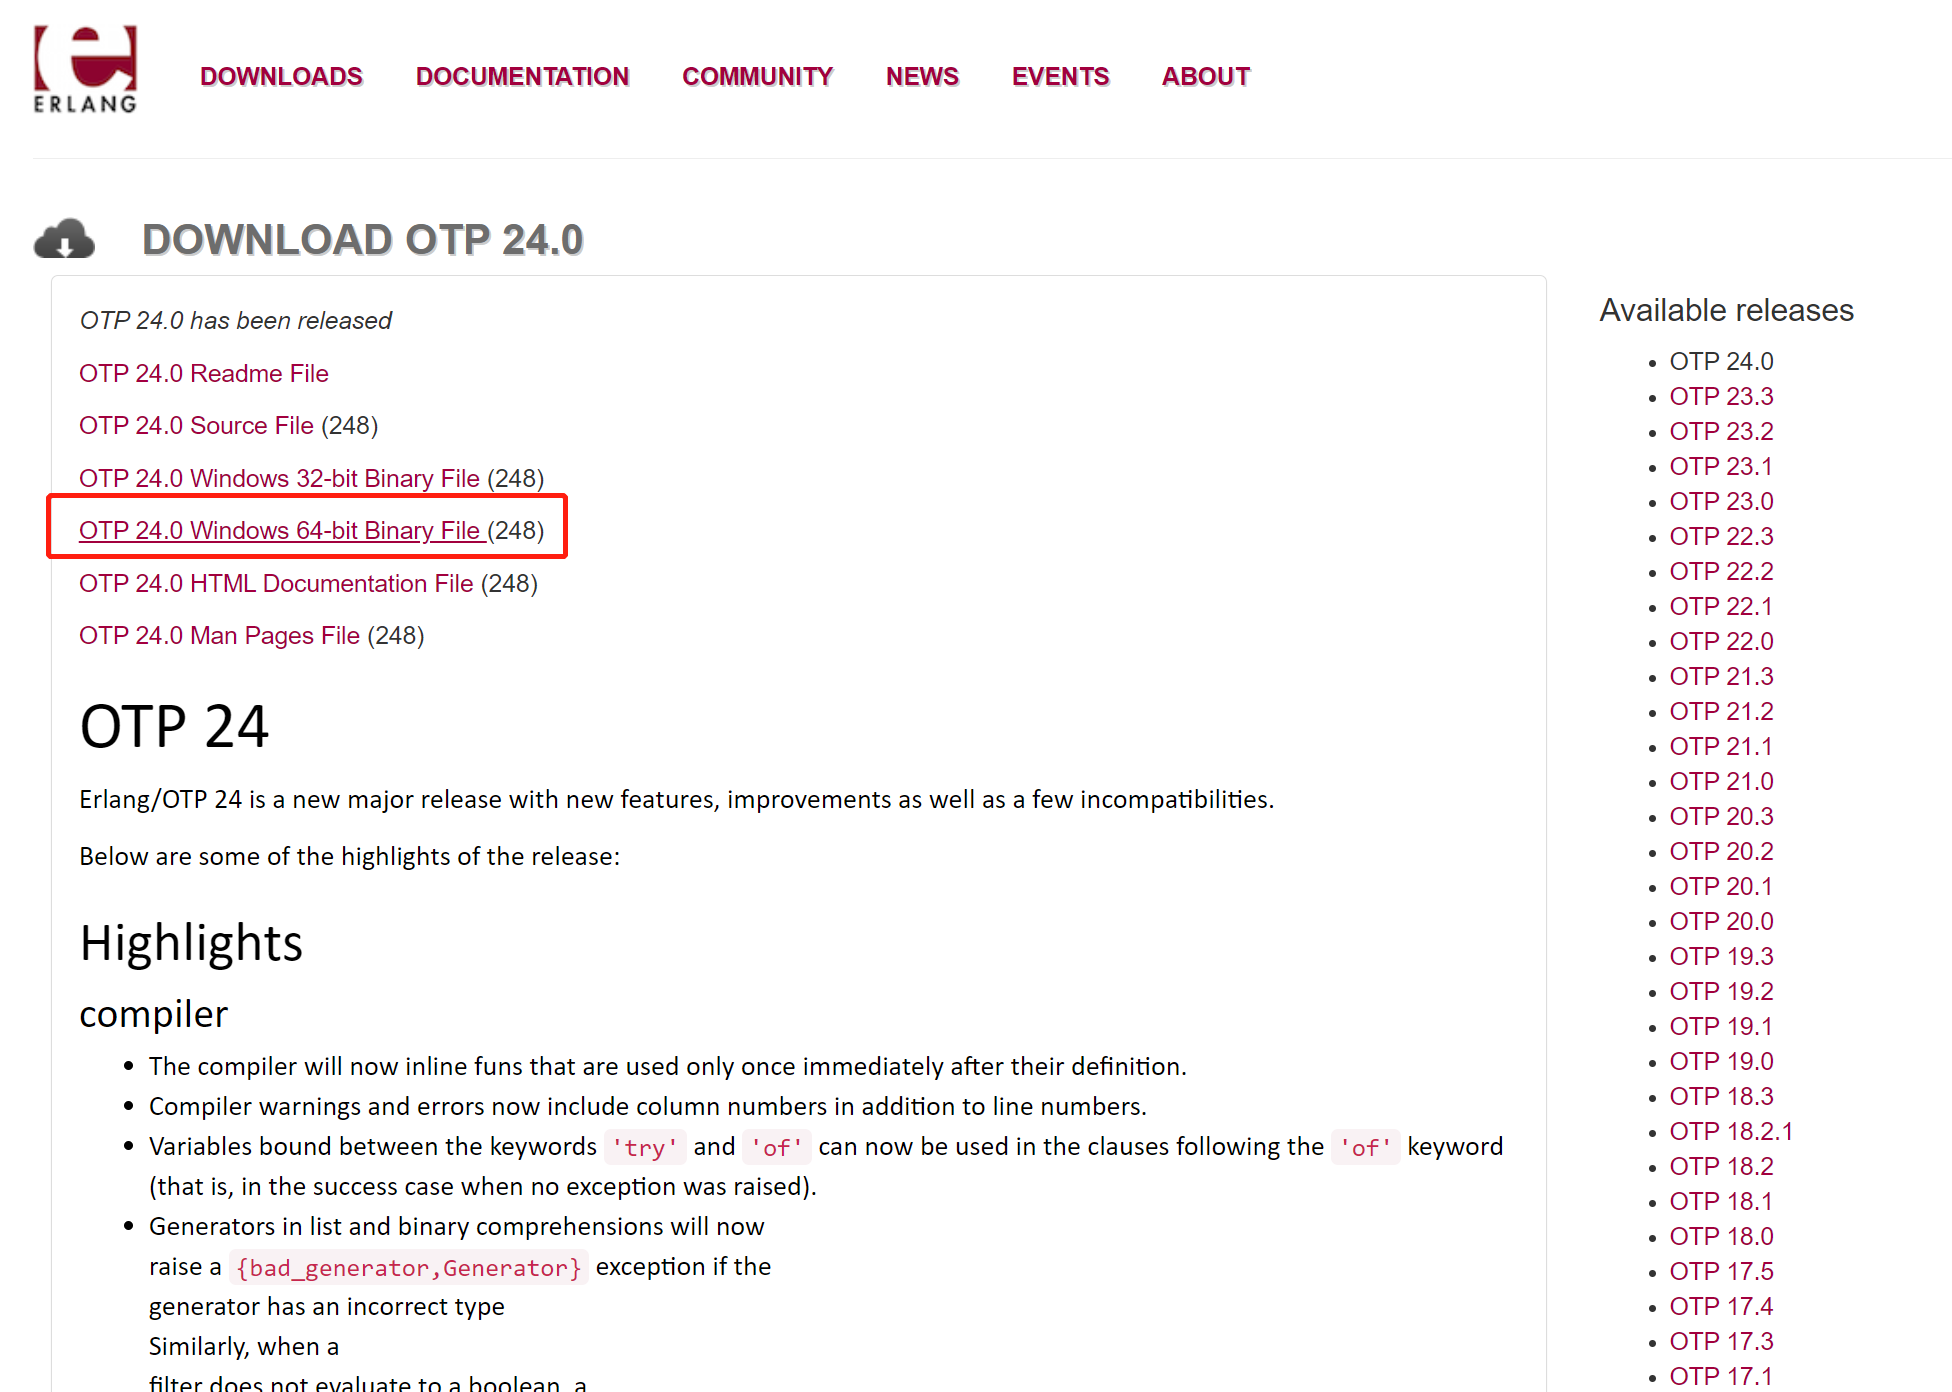 ERLANG
DOWNLOADS DOCUMENTATION COMMUNITY NEWS EVENTS ABOUT
DOWNLOAD OTP 24.0
OTP 24.0 has been released
OTP 24.0 Readme File
OTP 24.0 Source File (248)
OTP 24.0 Windows 32-bit Binary File (248)
OTP 24.0 Windows 64-bit Binary File (248)
OTP 24.0 HTML Documentation File (248)
OTP 24.0 Man Pages File (248)
OTP 24
Erlang/OTP 24 is a new major release with new features, improvements as well as a few incompatibilities.
Below are some of the highlights of the release:
Highlights
compiler
• The compiler will now inline funs that are used only once immediately after their definition.
• Compiler warnings and errors now include column numbers in addition to line numbers.
• Variables bound between the keywords 'try' and 'of' can now be used in the clauses following the 'of' keyword
(that is, in the success case when no exception was raised).
• Generators in list and binary comprehensions will now
raise a {bad_generator,Generator} exception if the
generator has an incorrect type
Similarly, when a
filter does not evaluate to a boolean, a
Available releases
• OTP 24.0
• OTP 23.3
• OTP 23.2
• OTP 23.1
• OTP 23.0
• OTP 22.3
• OTP 22.2
• OTP 22.1
• OTP 22.0
• OTP 21.3
• OTP 21.2
• OTP 21.1
• OTP 21.0
• OTP 20.3
• OTP 20.2
• OTP 20.1
• OTP 20.0
• OTP 19.3
• OTP 19.2
• OTP 19.1
• OTP 19.0
• OTP 18.3
• OTP 18.2.1
• OTP 18.2
• OTP 18.1
• OTP 18.0
• OTP 17.5
• OTP 17.4
• OTP 17.3
• OTP 17.1